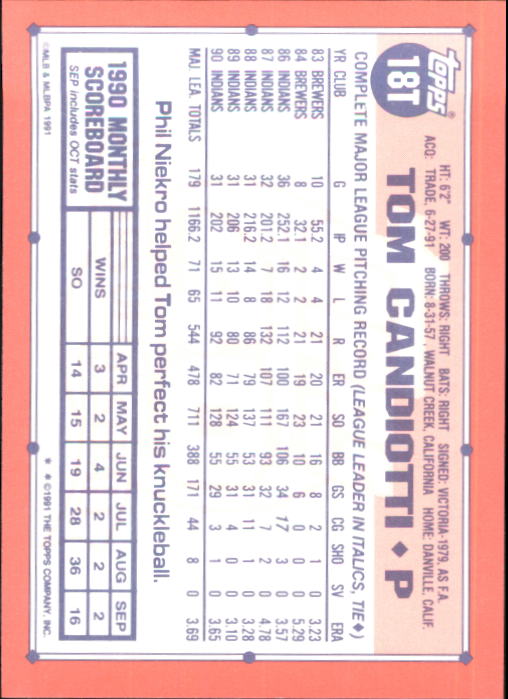 TOPPS®
18T
TOM CANDIOTTI ♦ P
HT: 6'2" WT: 200 THROWS: RIGHT BATS: RIGHT SIGNED: VICTORIA-1979, AS F.A.
ACQ: TRADE, 6-27-91 BORN: 8-31-57, WALNUT CREEK, CALIFORNIA HOME: DANVILLE, CALIF.
COMPLETE MAJOR LEAGUE PITCHING RECORD (LEAGUE LEADER IN ITALICS, TIE♦)
YR CLUB G IP W L R ER SO BB GS CG SHO SV ERA
83 BREWERS 10 55.2 4 4 21 20 21 16 8 2 1 0 3.23
84 BREWERS 8 32.1 2 2 21 19 23 10 6 0 0 0 5.29
86 INDIANS 36 252.1 16 12 112 100 167 106 34 17 3 0 3.57
87 INDIANS 32 201.2 7 18 132 107 111 93 32 7 2 0 4.78
88 INDIANS 31 216.2 14 8 86 79 137 53 31 11 1 0 3.28
89 INDIANS 31 206 13 10 80 71 124 55 31 4 0 0 3.10
90 INDIANS 31 202 15 11 92 82 128 55 29 3 1 0 3.65
MAJ. LEA. TOTALS 179 1166.2 71 65 544 478 711 388 171 44 8 0 3.69
Phil Niekro helped Tom perfect his knuckleball.
1990 MONTHLY
SCOREBOARD
SEP includes OCT stats
APR MAY JUN JUL AUG SEP
WINS 3 2 4 2 2 2
SO 14 15 19 28 36 16
©MLB & MLBPA 1991
* * ©1991 THE TOPPS COMPANY, INC.